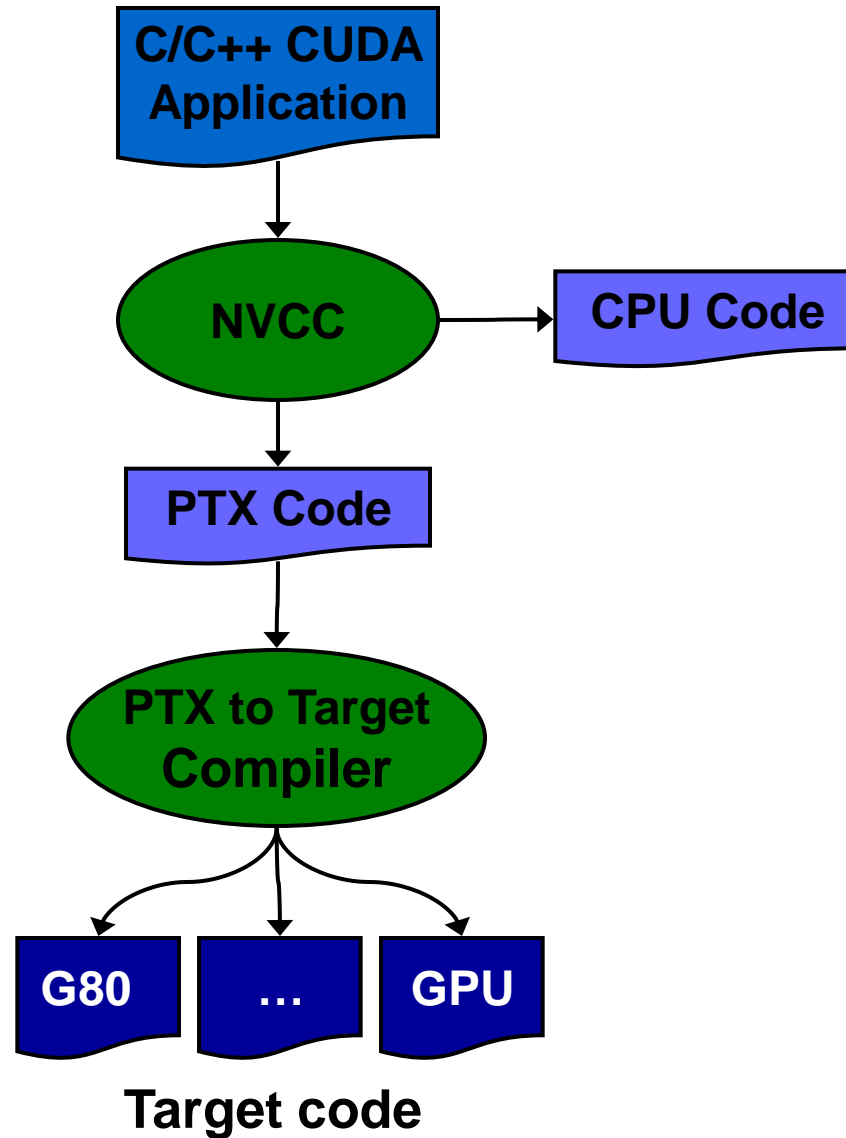 C/C++ CUDA
Application
NVCC
CPU Code
PTX Code
PTX to Target
Compiler
G80
…
GPU
Target code